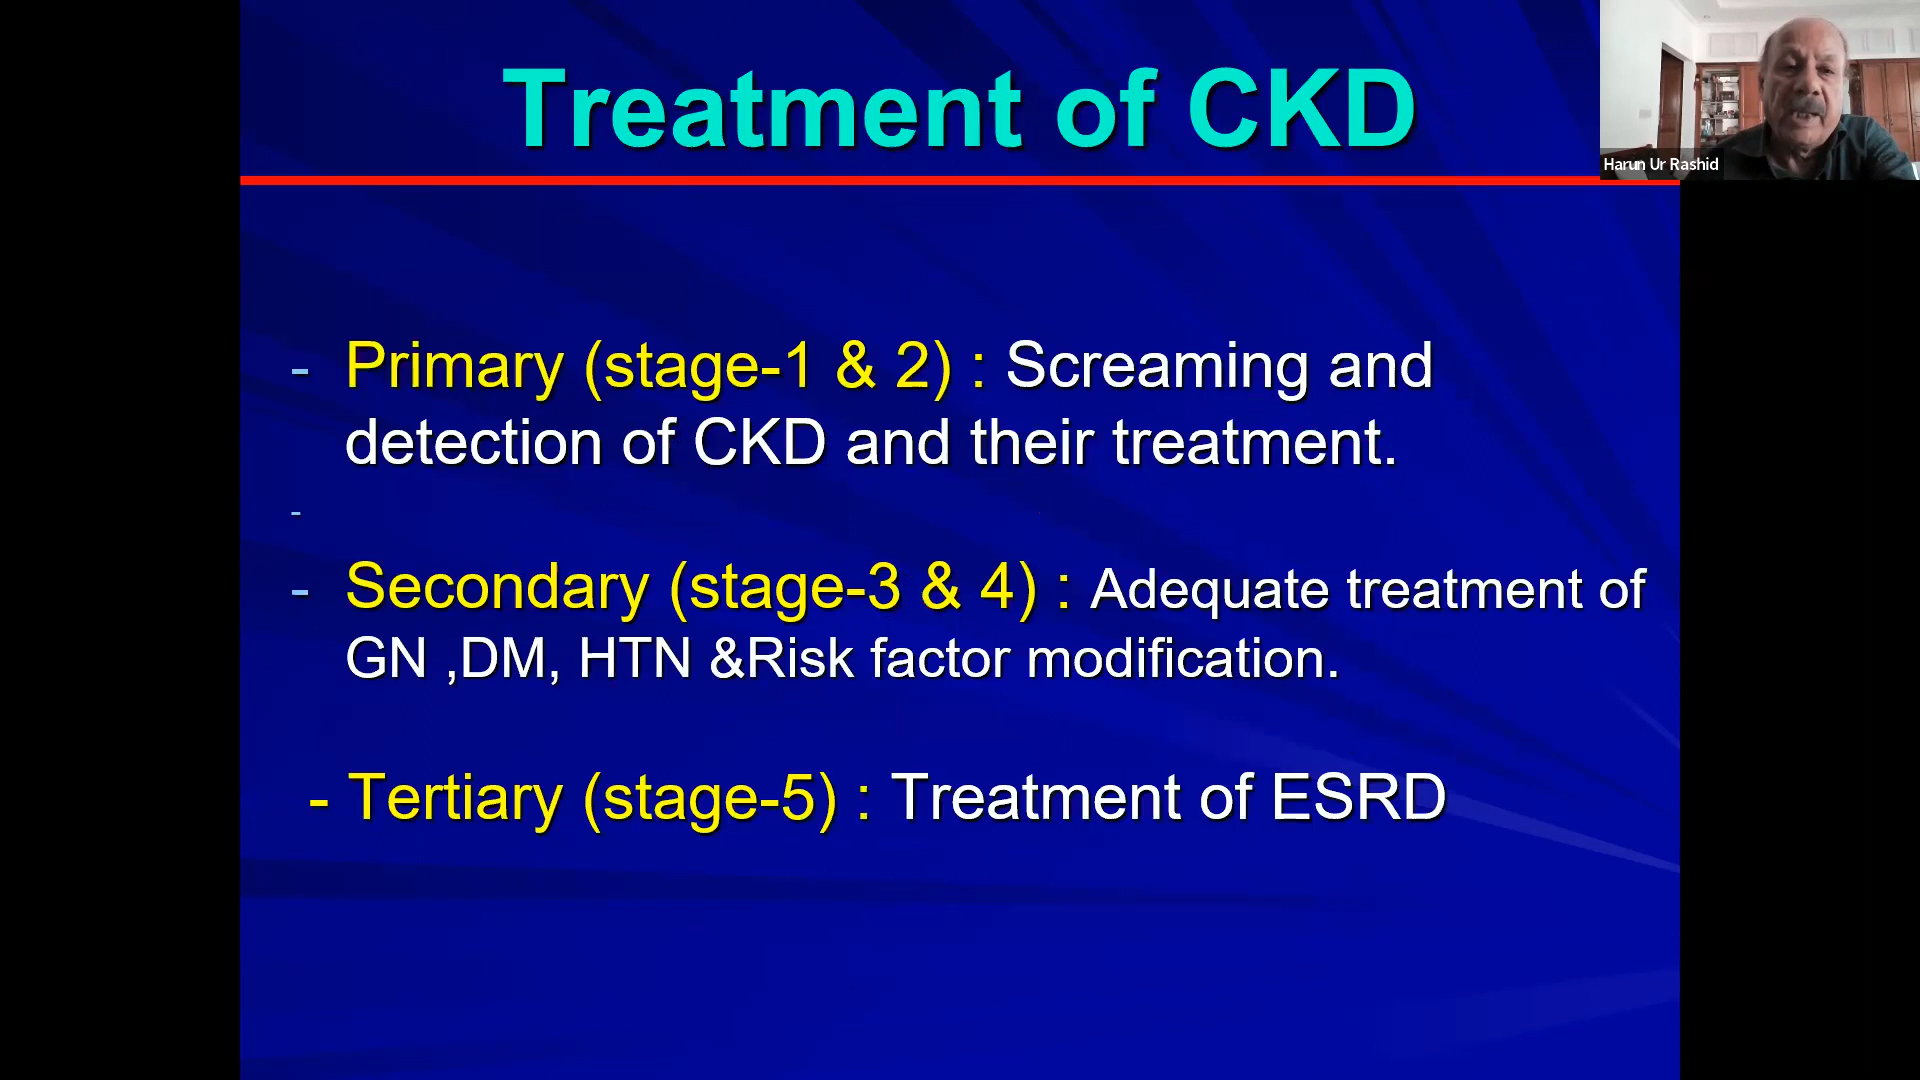 Treatment of CKD
Harun Ur Rashid
- Primary (stage-1 & 2) : Screaming and
detection of CKD and their treatment.
-
- Secondary (stage-3 & 4) : Adequate treatment of
GN ,DM, HTN &Risk factor modification.
- Tertiary (stage-5) : Treatment of ESRD